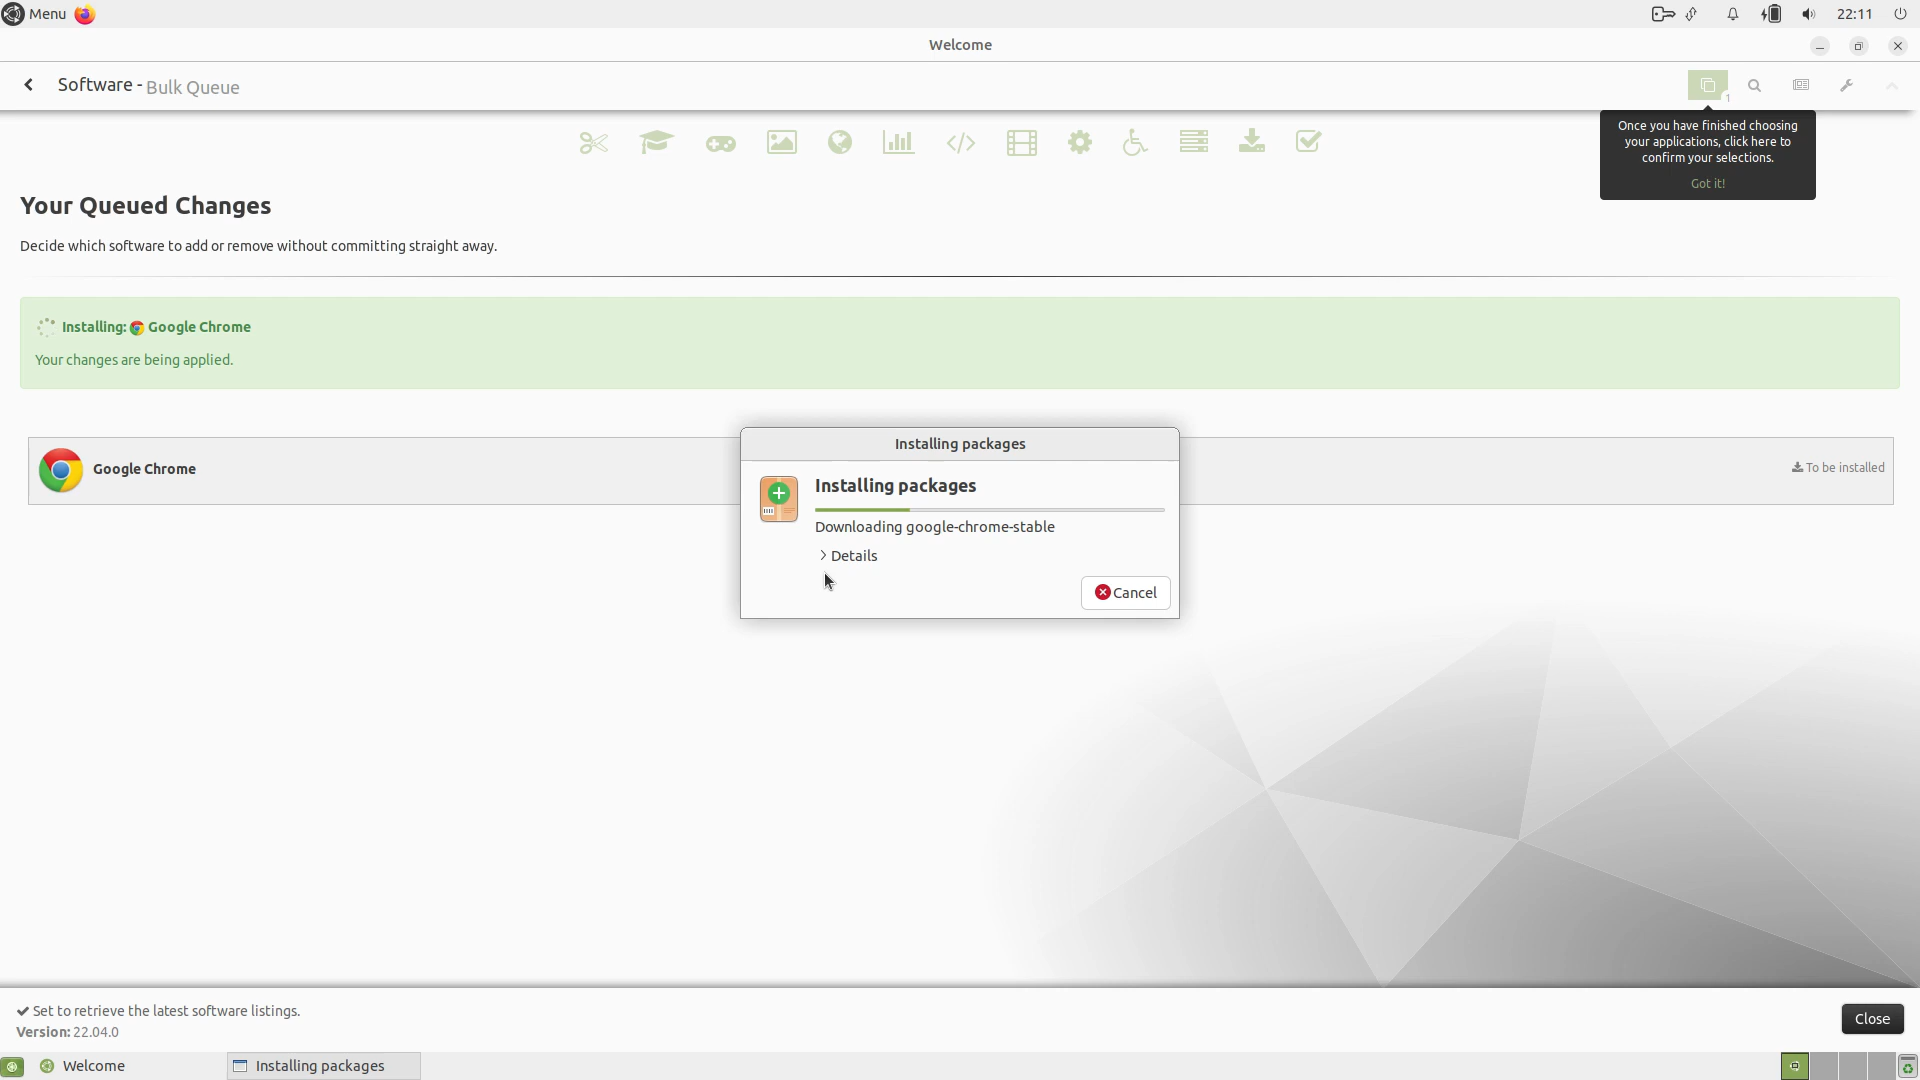 Menu
22:11
Welcome
Software - Bulk Queue
1
Once you have finished choosing
your applications, click here to
confirm your selections.
Got it!
Your Queued Changes
Decide which software to add or remove without committing straight away.
Installing: Google Chrome
Your changes are being applied.
Google Chrome
To be installed
Installing packages
Installing packages
Downloading google-chrome-stable
Details
Cancel
Set to retrieve the latest software listings.
Version: 22.04.0
Close
Welcome
Installing packages